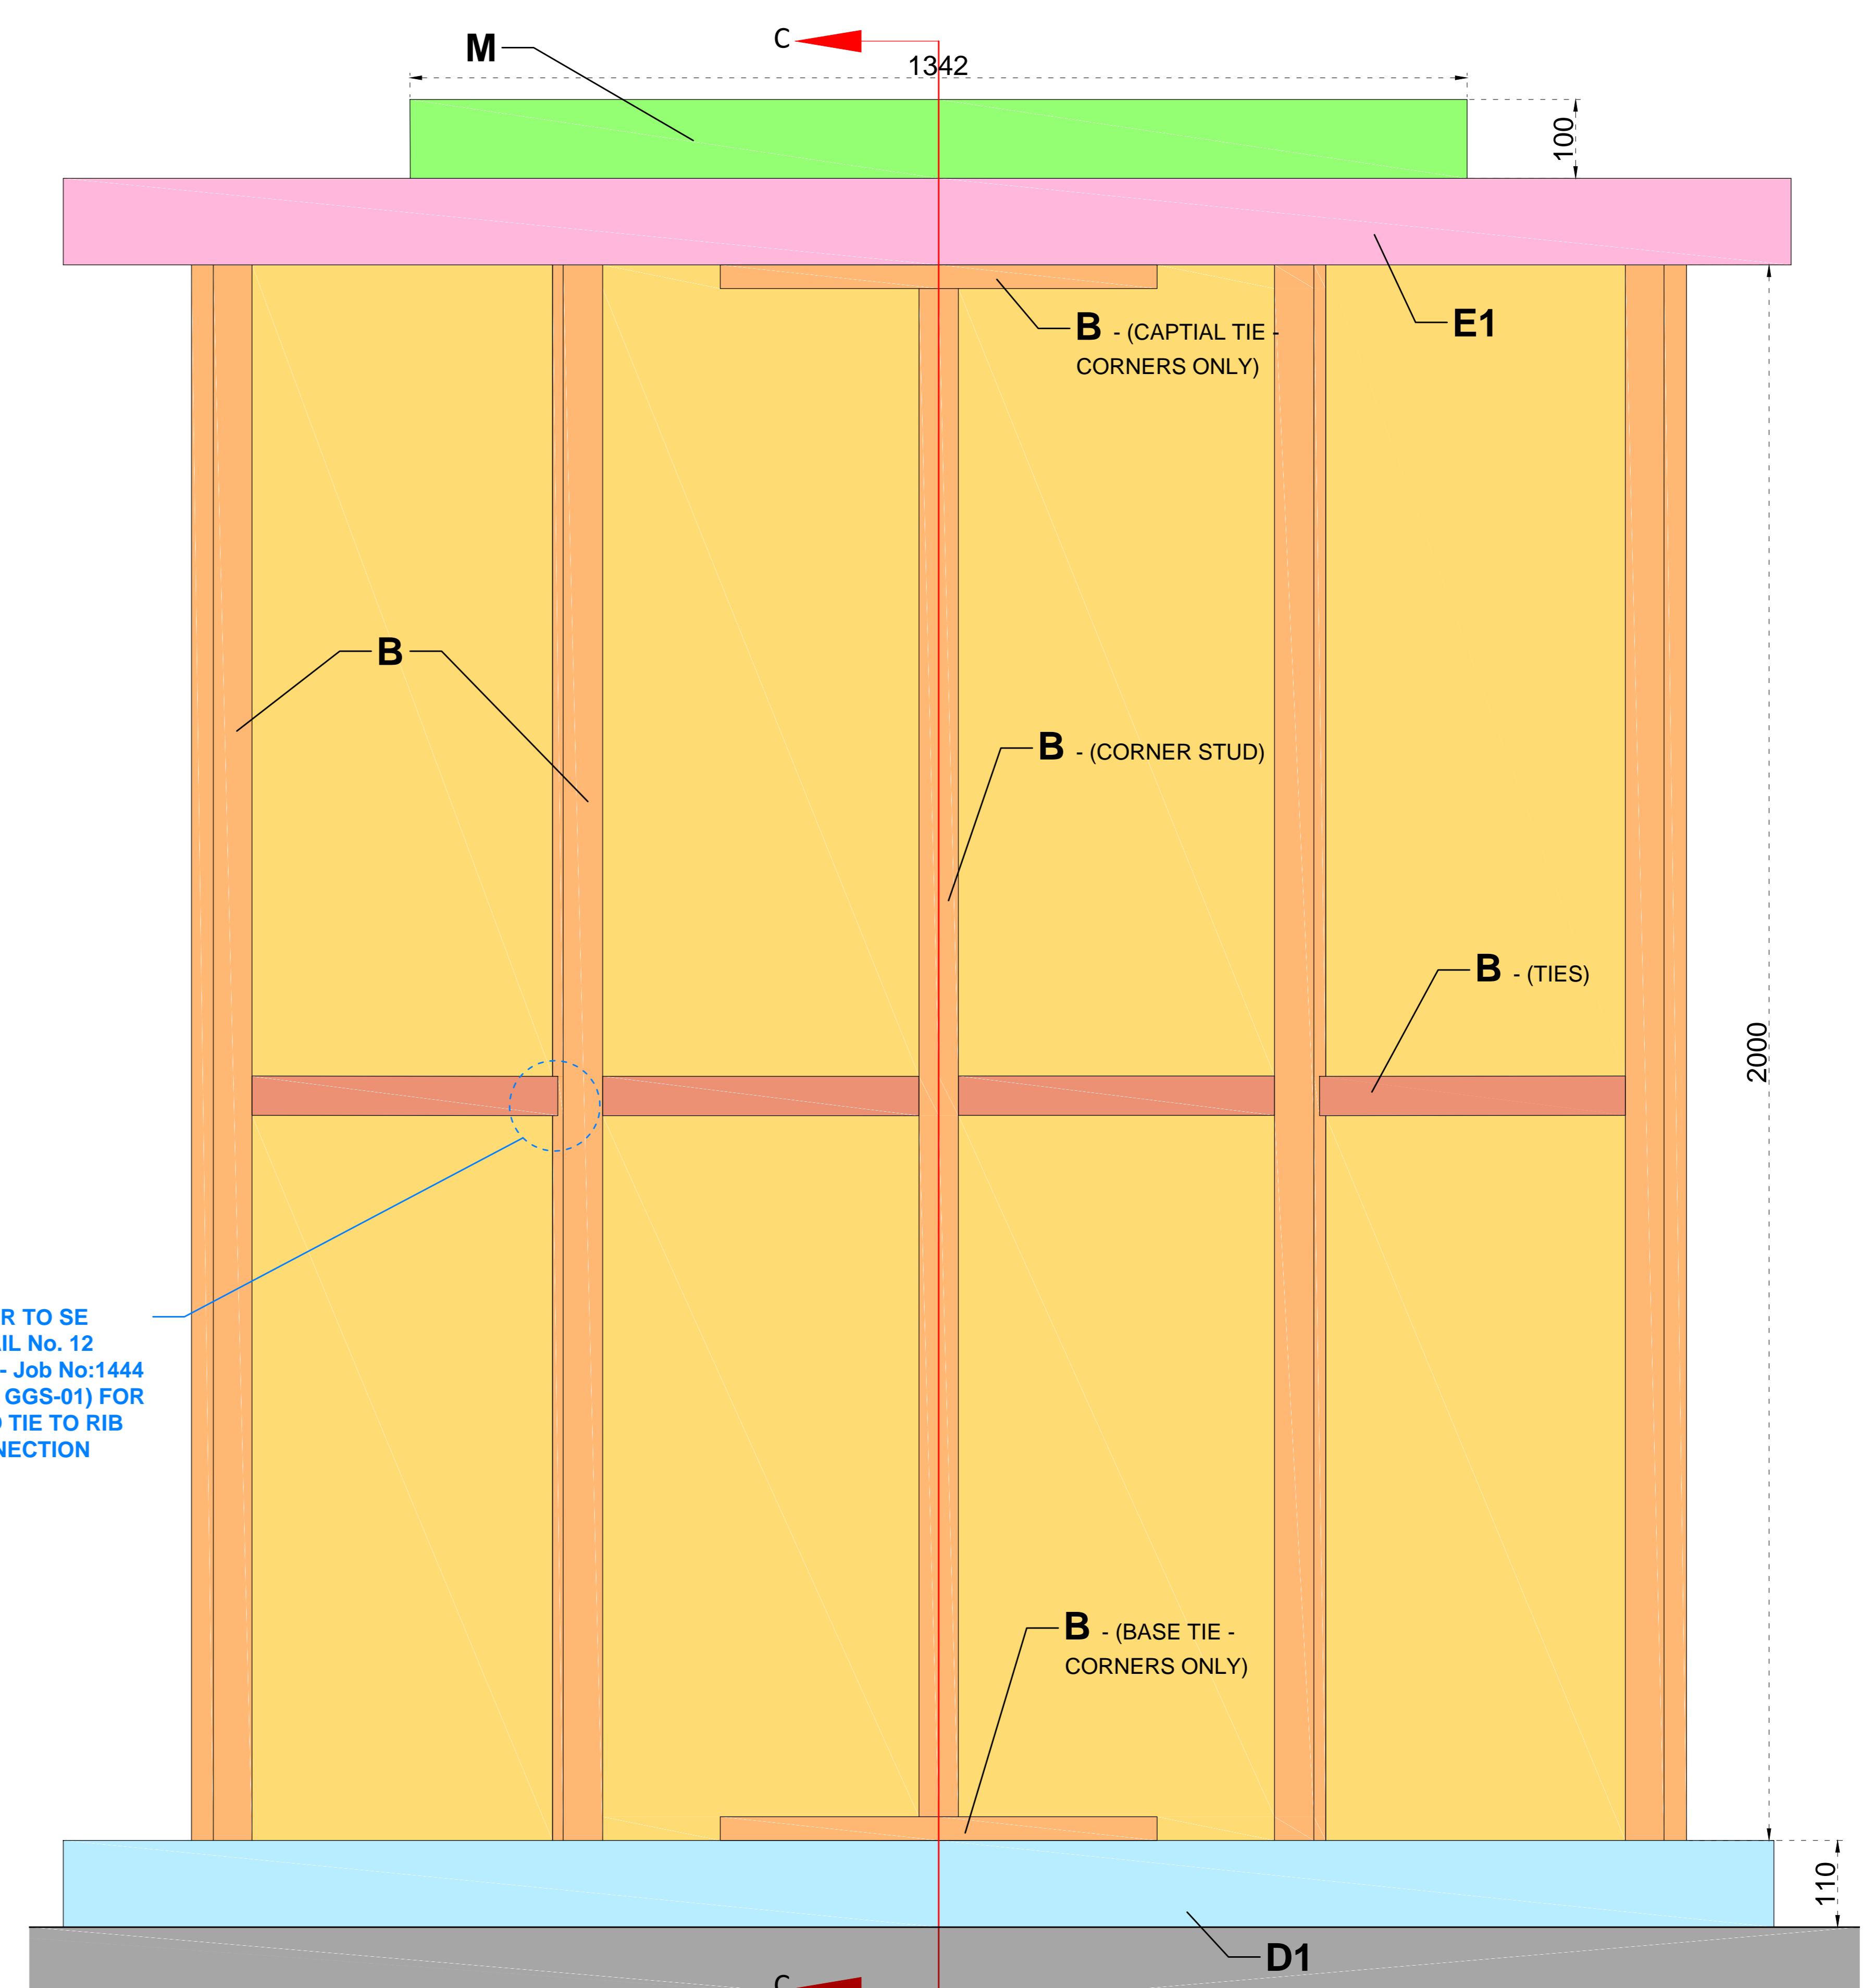 C
M
1342
100
E1
B - (CAPTIAL TIE -
CORNERS ONLY)
B
B - (CORNER STUD)
B - (TIES)
2000
R TO SE
AIL No. 12
- Job No:1444
GGS-01) FOR
TIE TO RIB
NECTION
B - (BASE TIE -
CORNERS ONLY)
110
D1
C